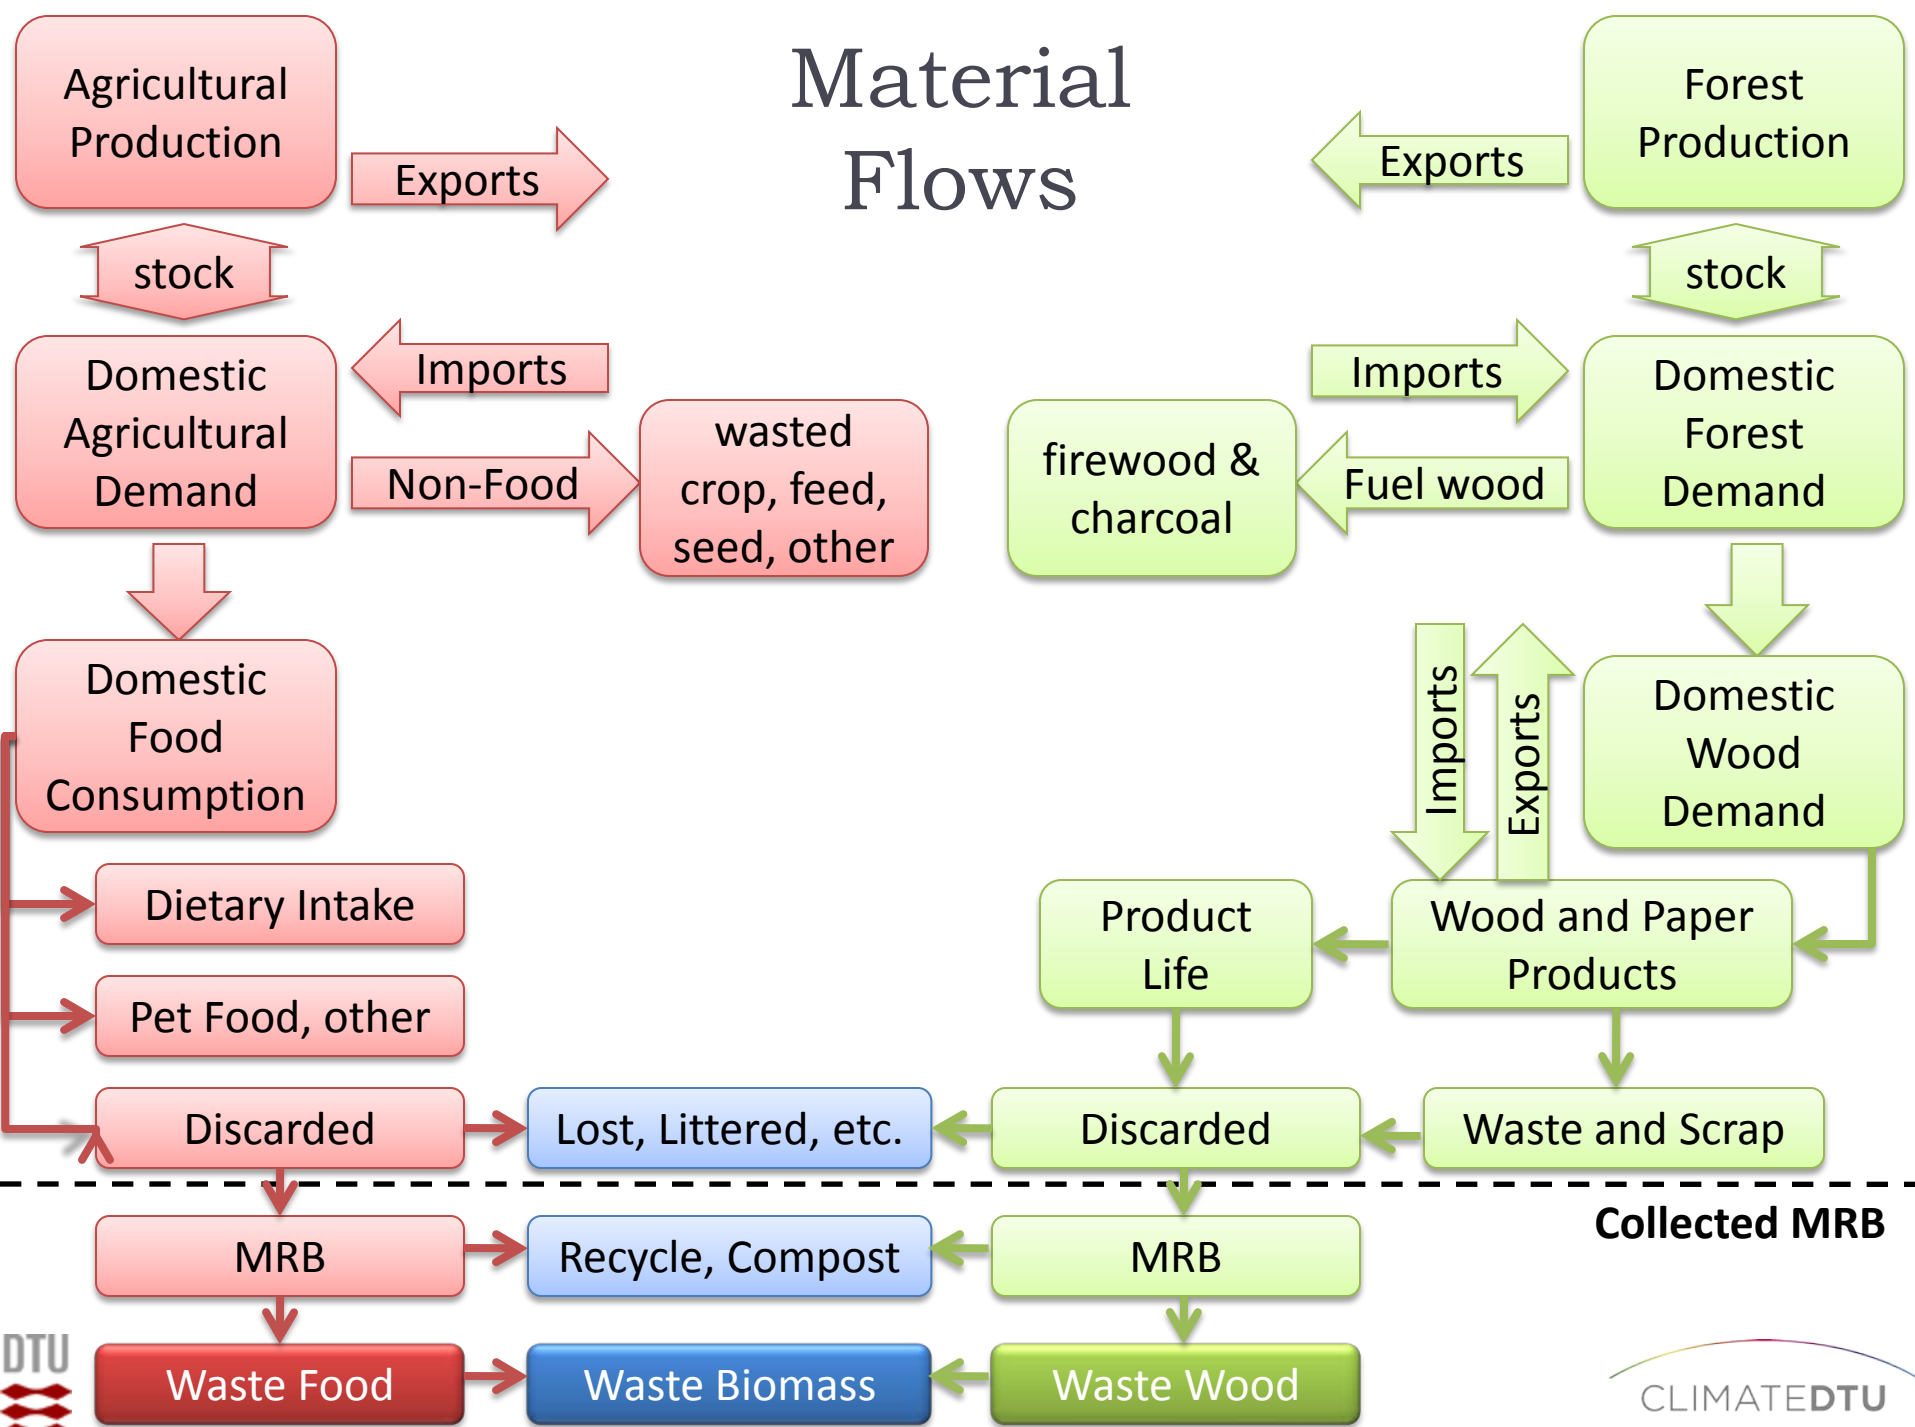 Material
Flows
Agricultural
Production
Exports
stock
Domestic
Agricultural
Demand
Imports
Non-Food
wasted
crop, feed,
seed, other
Domestic
Food
Consumption
Dietary Intake
Pet Food, other
Discarded
Lost, Littered, etc.
MRB
Recycle, Compost
Waste Food
Waste Biomass
Forest
Production
Exports
stock
Imports
Domestic
Forest
Demand
Fuel wood
firewood &
charcoal
Imports
Exports
Domestic
Wood
Demand
Product
Life
Wood and Paper
Products
Discarded
Waste and Scrap
Collected MRB
MRB
Waste Wood
DTU
CLIMATEDTU